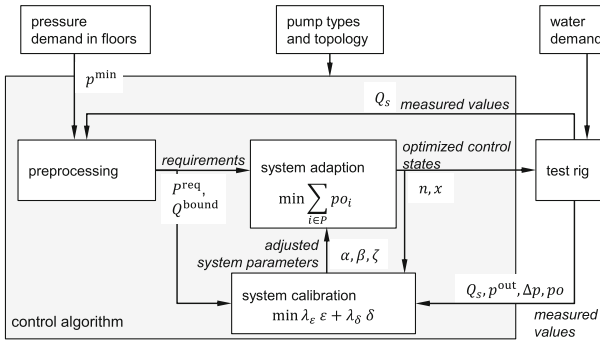 pressure
demand in floors
pump types
and topology
water
demand
p^min
Q_s measured values
preprocessing
requirements
P^req,
Q^bound
system adaption
min ∑ po_i
i∈P
optimized control
states
n, x
test rig
adjusted
system parameters
α, β, ζ
system calibration
min λ_ε ε + λ_δ δ
Q_s, p^out, Δp, po
measured
values
control algorithm